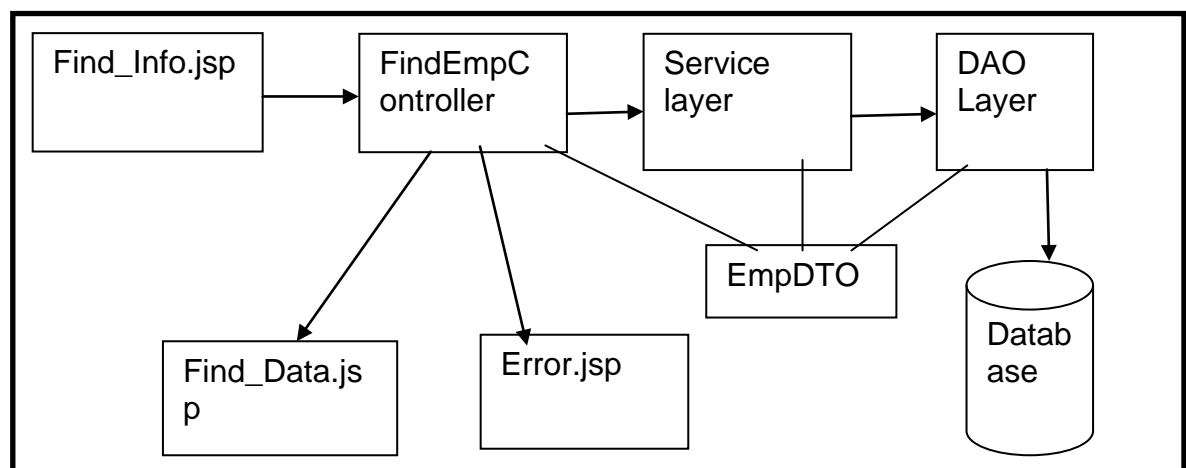 Find_Info.jsp
FindEmpC
ontroller
Service
layer
DAO
Layer
EmpDTO
Find_Data.js
p
Error.jsp
Datab
ase